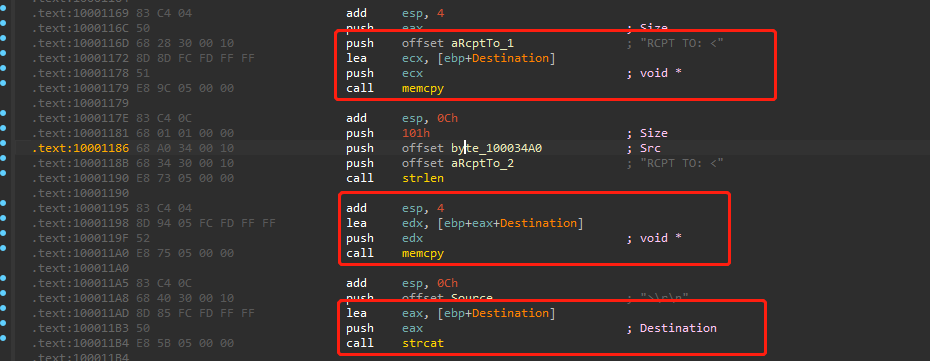 .text:10001169 83 C4 04 add esp, 4
.text:1000116C 50 push eax ; Size
.text:1000116D 68 28 30 00 10 push offset aRcptTo_1 ; "RCPT TO: <"
.text:10001172 8D 8D FC FD FF FF lea ecx, [ebp+Destination]
.text:10001178 51 push ecx ; void *
.text:10001179 E8 9C 05 00 00 call memcpy
.text:10001179
.text:1000117E 83 C4 0C add esp, 0Ch
.text:10001181 68 01 01 00 00 push 101h ; Size
.text:10001186 68 A0 34 00 10 push offset byte_100034A0 ; Src
.text:1000118B 68 34 30 00 10 push offset aRcptTo_2 ; "RCPT TO: <"
.text:10001190 E8 73 05 00 00 call strlen
.text:10001190
.text:10001195 83 C4 04 add esp, 4
.text:10001198 8D 94 05 FC FD FF FF lea edx, [ebp+eax+Destination]
.text:1000119F 52 push edx ; void *
.text:100011A0 E8 75 05 00 00 call memcpy
.text:100011A0
.text:100011A5 83 C4 0C add esp, 0Ch
.text:100011A8 68 40 30 00 10 push offset Source ; ">\r\n"
.text:100011AD 8D 85 FC FD FF FF lea eax, [ebp+Destination]
.text:100011B3 50 push eax ; Destination
.text:100011B4 E8 5B 05 00 00 call strcat
.text:100011B4